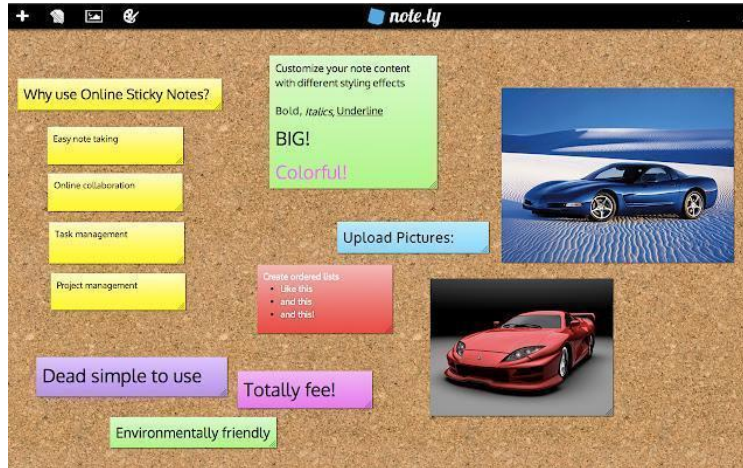 note.ly
Why use Online Sticky Notes?
Easy note taking
Online collaboration
Task management
Project management
Customize your note content
with different styling effects
Bold, Italics, Underline
BIG!
Colorful!
Upload Pictures:
Create ordered lists
• Like this
• and this
• and this!
Dead simple to use
Totally fee!
Environmentally friendly